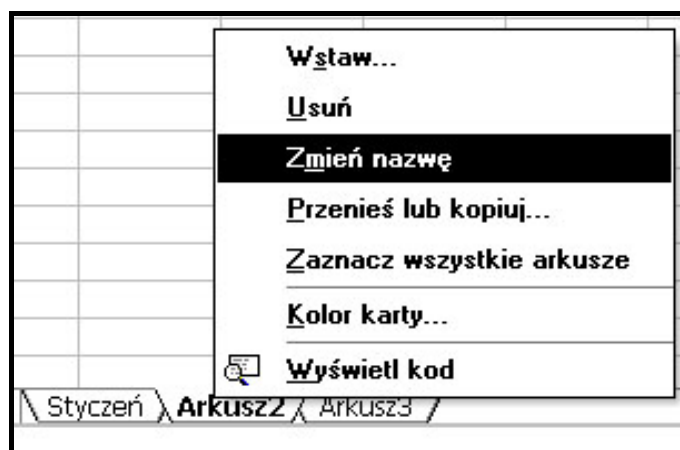 Wstaw...
Usuń
Zmień nazwę
Przenieś lub kopiuj...
Zaznacz wszystkie arkusze
Kolor karty...
Wyświetl kod
Styczeń Arkusz2 Arkusz3